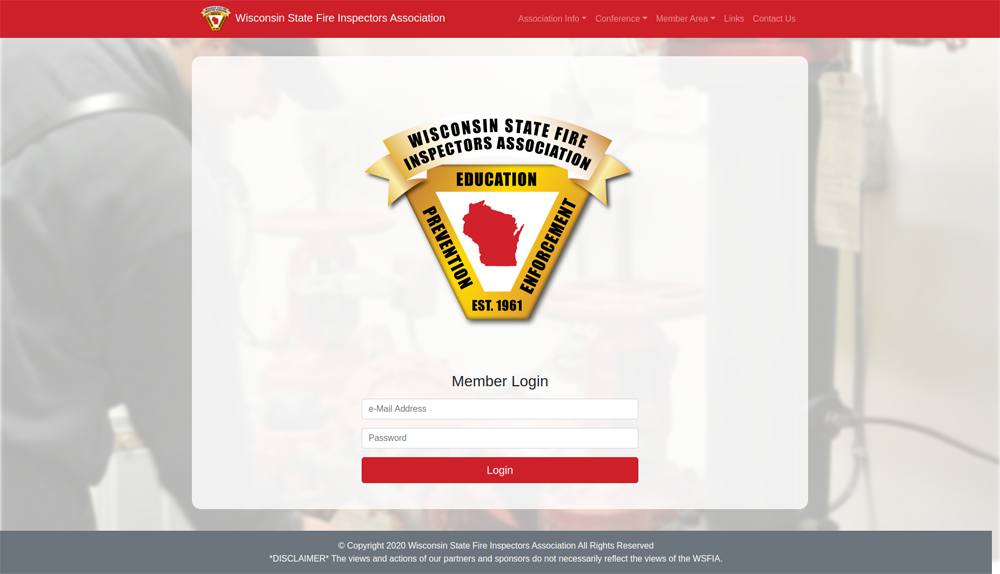 Wisconsin State Fire Inspectors Association
Association Info
Conference
Member Area
Links
Contact Us
WISCONSIN STATE FIRE
INSPECTORS ASSOCIATION
EDUCATION
PREVENTION
ENFORCEMENT
EST. 1961
Member Login
e-Mail Address
Password
Login
© Copyright 2020 Wisconsin State Fire Inspectors Association All Rights Reserved
*DISCLAIMER* The views and actions of our partners and sponsors do not necessarily reflect the views of the WSFIA.